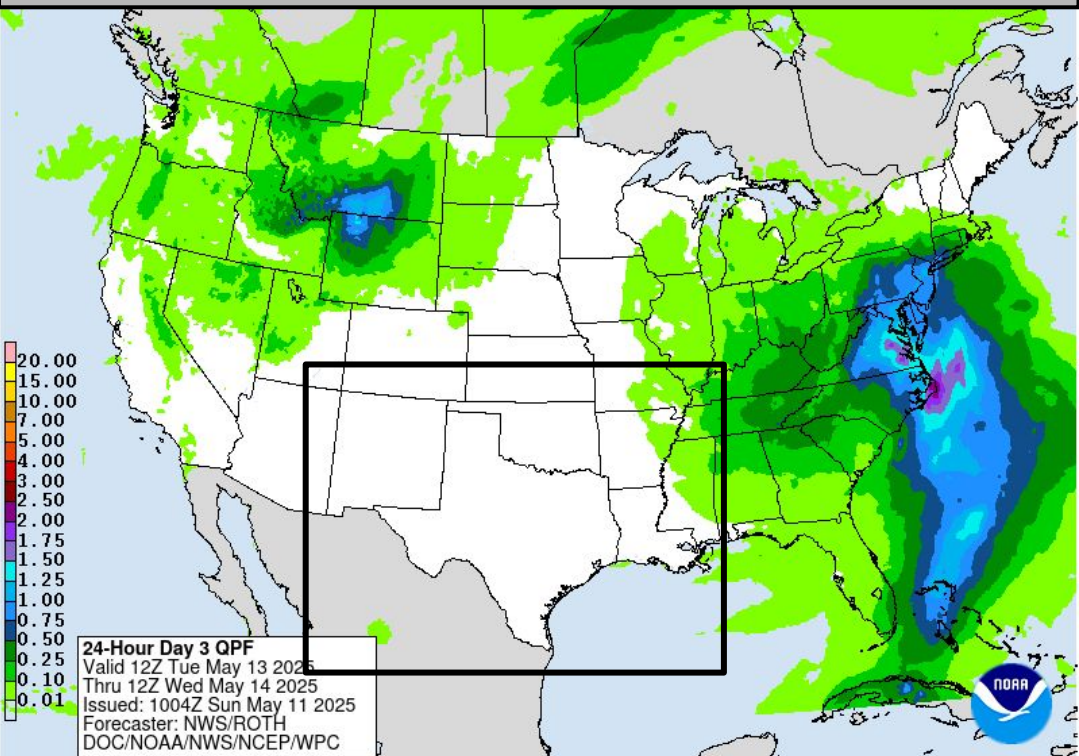 20.00
15.00
10.00
7.00
5.00
4.00
3.00
2.50
2.00
1.75
1.50
1.25
1.00
0.75
0.50
0.25
0.10
0.01
24-Hour Day 3 QPF
Valid 12Z Tue May 13 2025
Thru 12Z Wed May 14 2025
Issued: 1004Z Sun May 11 2025
Forecaster: NWS/ROTH
DOC/NOAA/NWS/NCEP/WPC
NOAA